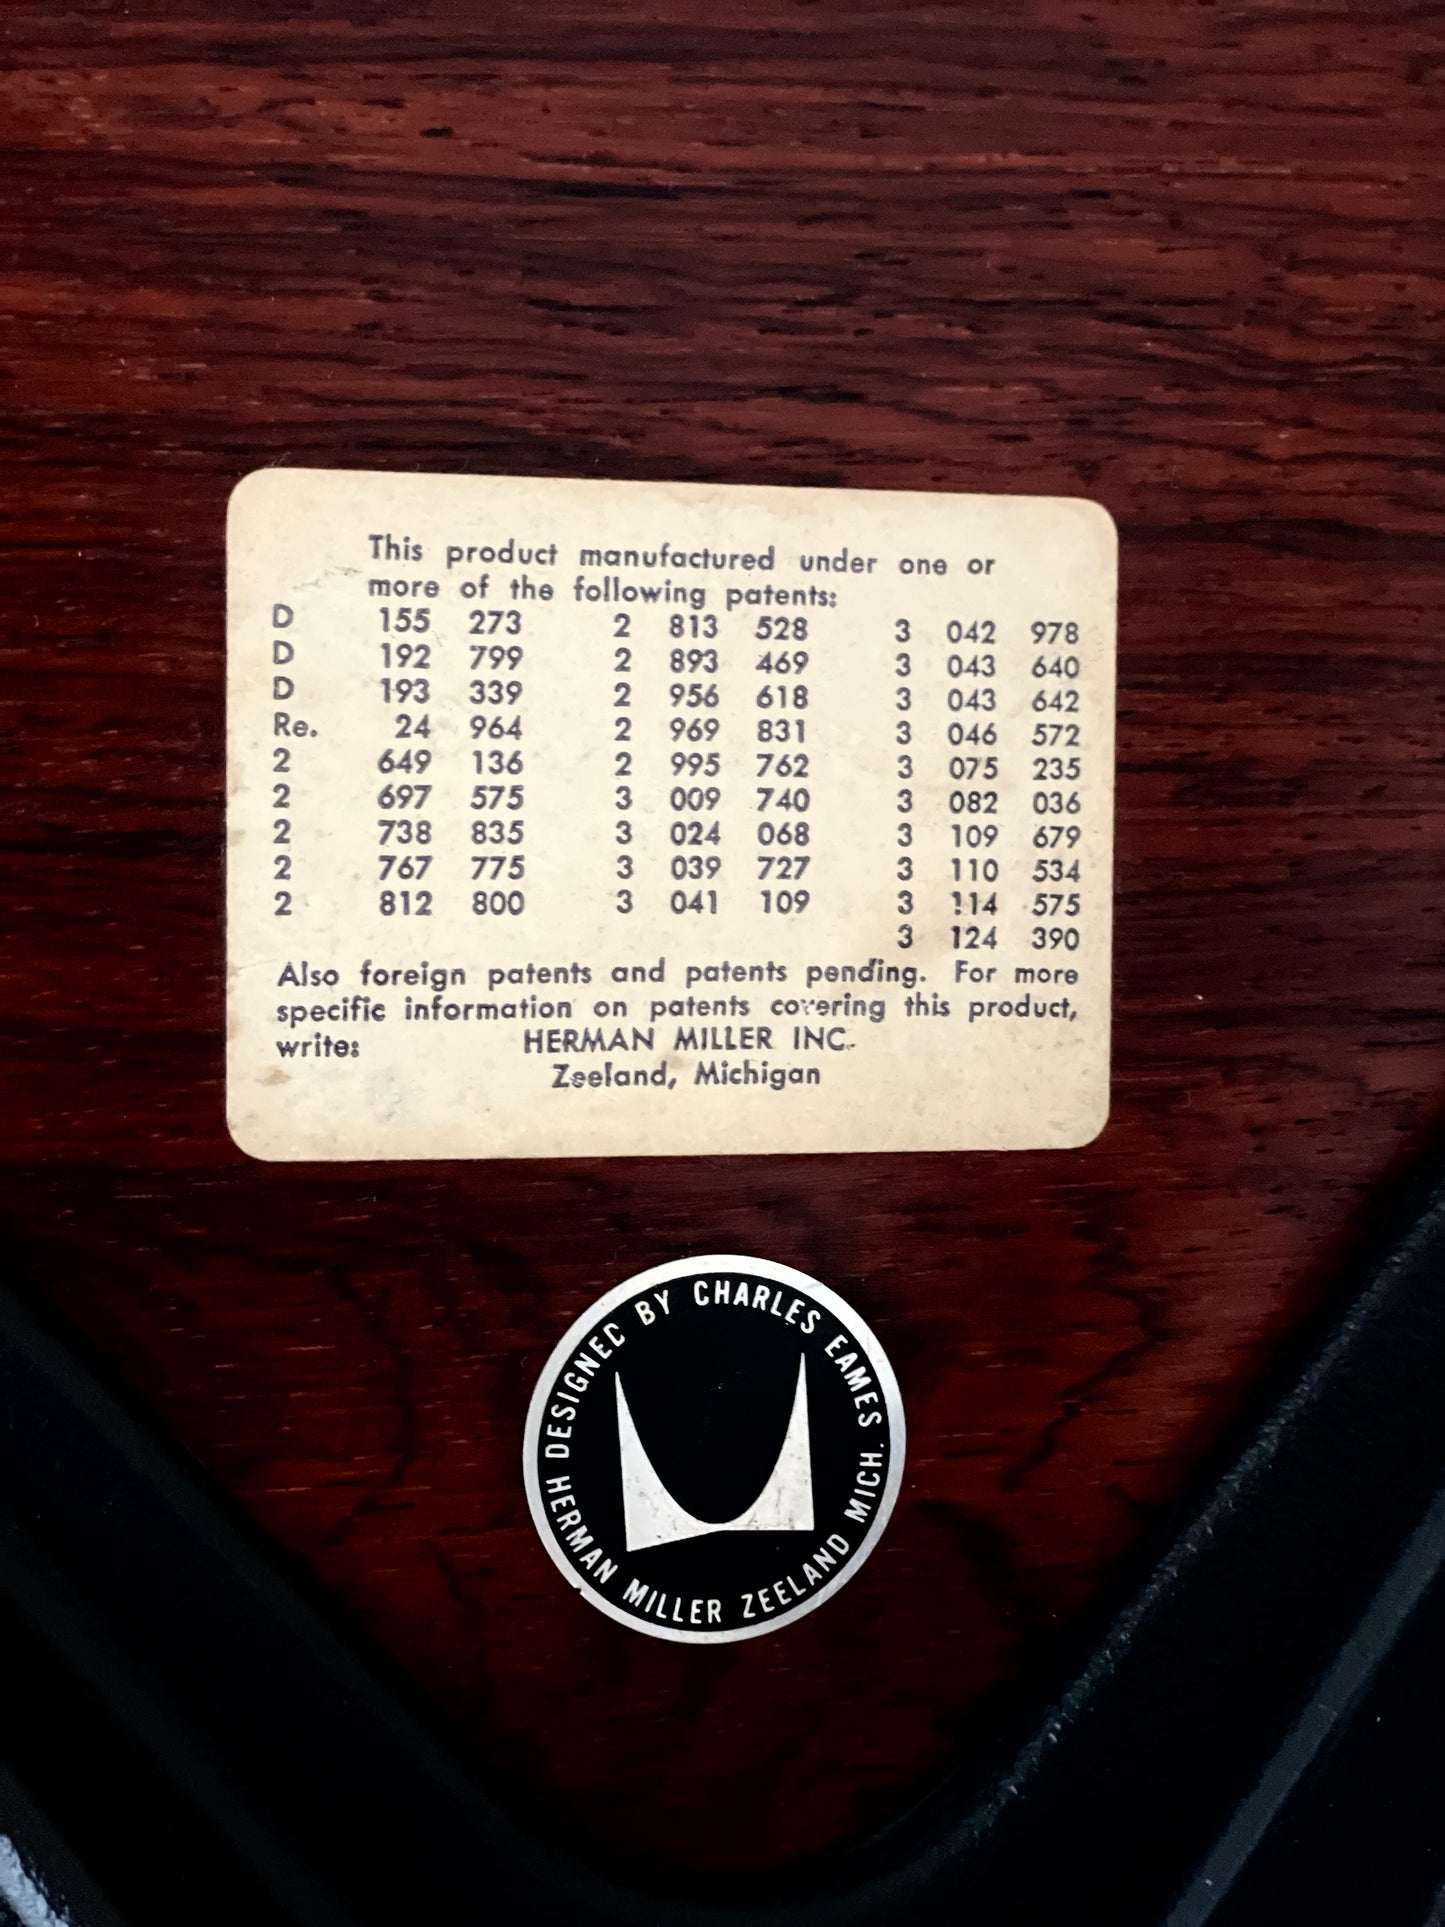 This product manufactured under one or
more of the following patents:
D 155 273 2 813 528 3 042 978
D 192 799 2 893 469 3 043 640
D 193 339 2 956 618 3 043 642
Re. 24 964 2 969 831 3 046 572
2 649 136 2 995 762 3 075 235
2 697 575 3 009 740 3 082 036
2 738 835 3 024 068 3 109 679
2 767 775 3 039 727 3 110 534
2 812 800 3 041 109 3 114 575
3 124 390
Also foreign patents and patents pending. For more
specific information on patents covering this product,
write: HERMAN MILLER INC.
Zeeland, Michigan
DESIGNED BY CHARLES EAMES
HERMAN MILLER ZEELAND MICH.